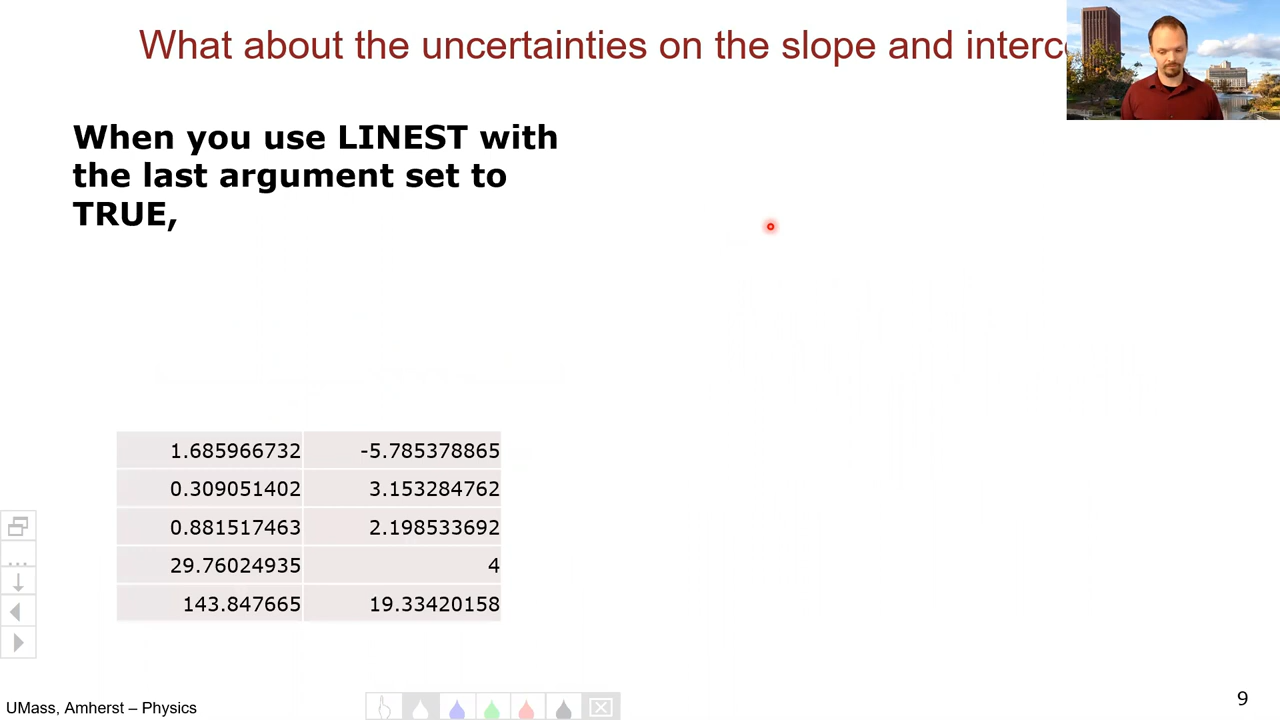 What about the uncertainties on the slope and interc
When you use LINEST with
the last argument set to
TRUE,
1.685966732 -5.785378865
0.309051402 3.153284762
0.881517463 2.198533692
29.76024935 4
143.847665 19.33420158
UMass, Amherst – Physics
9